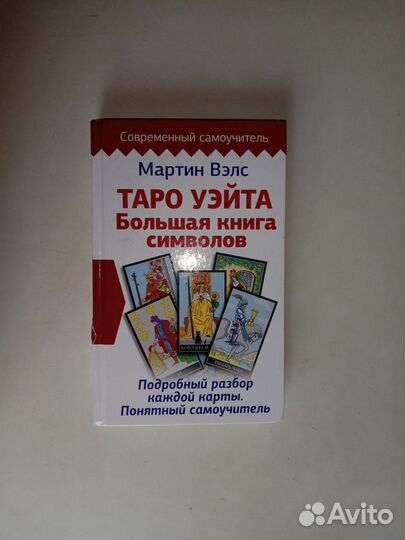 Современный самоучитель
Мартин Вэлс
ТАРО УЭЙТА
Большая книга
символов
Подробный разбор
каждой карты.
Понятный самоучитель
Avito